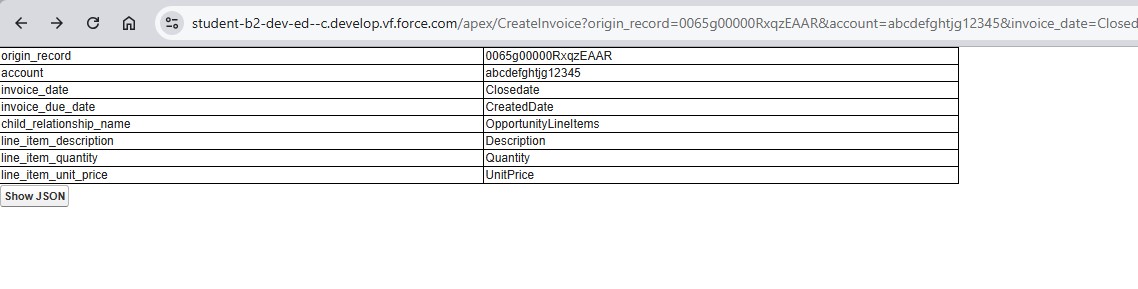 student-b2-dev-ed--c.develop.vf.force.com/apex/CreateInvoice?origin_record=0065g00000RxqzEAAR&account=abcdefghtjg12345&invoice_date=Closed
origin_record 0065g00000RxqzEAAR
account abcdefghtjg12345
invoice_date Closedate
invoice_due_date CreatedDate
child_relationship_name OpportunityLineItems
line_item_description Description
line_item_quantity Quantity
line_item_unit_price UnitPrice
Show JSON